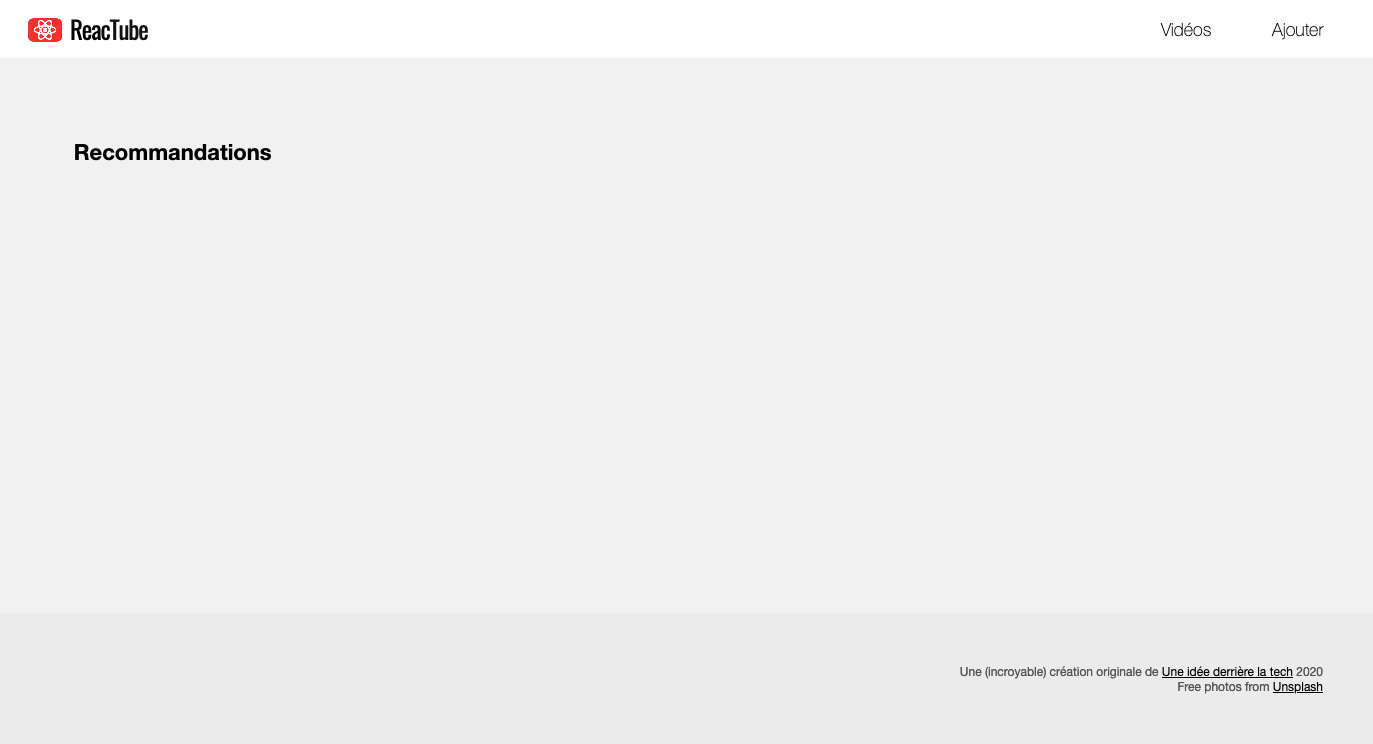 ReacTube
Vidéos
Ajouter
Recommandations
Une (incroyable) création originale de Une idée derrière la tech 2020
Free photos from Unsplash